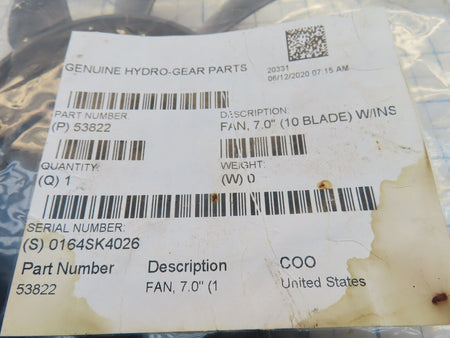 GENUINE HYDRO-GEAR PARTS
20331
06/12/2020 07:15 AM
PART NUMBER:
(P) 53822
DESCRIPTION:
FAN, 7.0" (10 BLADE) W/INS
QUANTITY:
(Q) 1
WEIGHT:
(W) 0
SERIAL NUMBER:
(S) 0164SK4026
Part Number Description COO
53822 FAN, 7.0" (1 United States